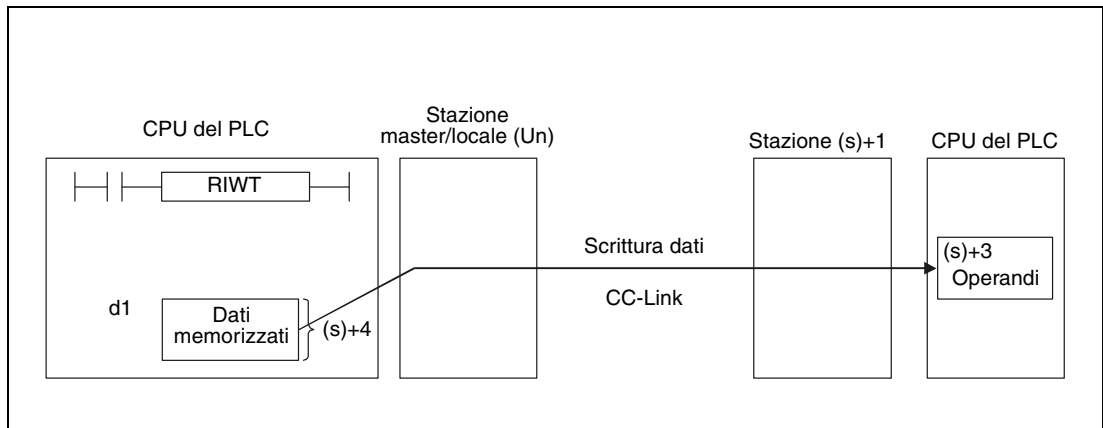 CPU del PLC
Stazione
master/locale (Un)
Stazione (s)+1
CPU del PLC
RIWT
Scrittura dati
CC-Link
(s)+3
Operandi
d1
Dati
memorizzati
(s)+4